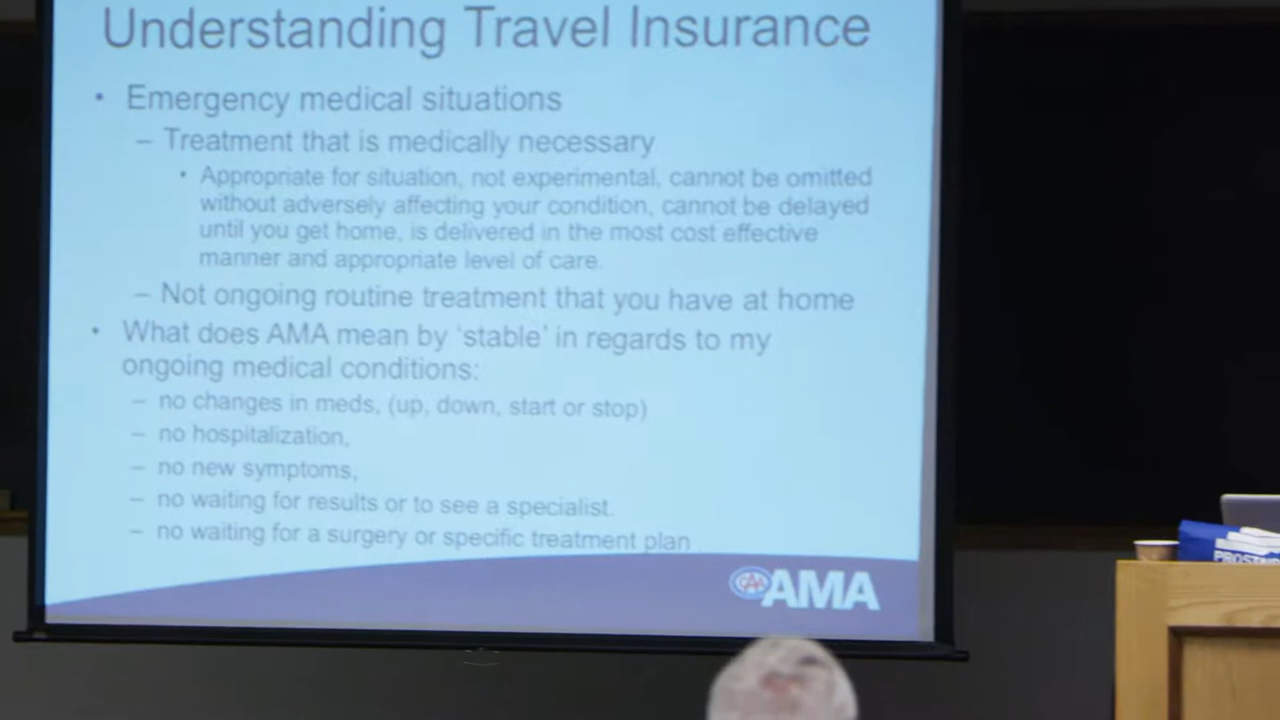 Understanding Travel Insurance
• Emergency medical situations
– Treatment that is medically necessary
• Appropriate for situation, not experimental, cannot be omitted
without adversely affecting your condition, cannot be delayed
until you get home, is delivered in the most cost effective
manner and appropriate level of care.
– Not ongoing routine treatment that you have at home
• What does AMA mean by ‘stable’ in regards to my
ongoing medical conditions:
– no changes in meds, (up, down, start or stop)
– no hospitalization,
– no new symptoms,
– no waiting for results or to see a specialist.
– no waiting for a surgery or specific treatment plan
CAA AMA